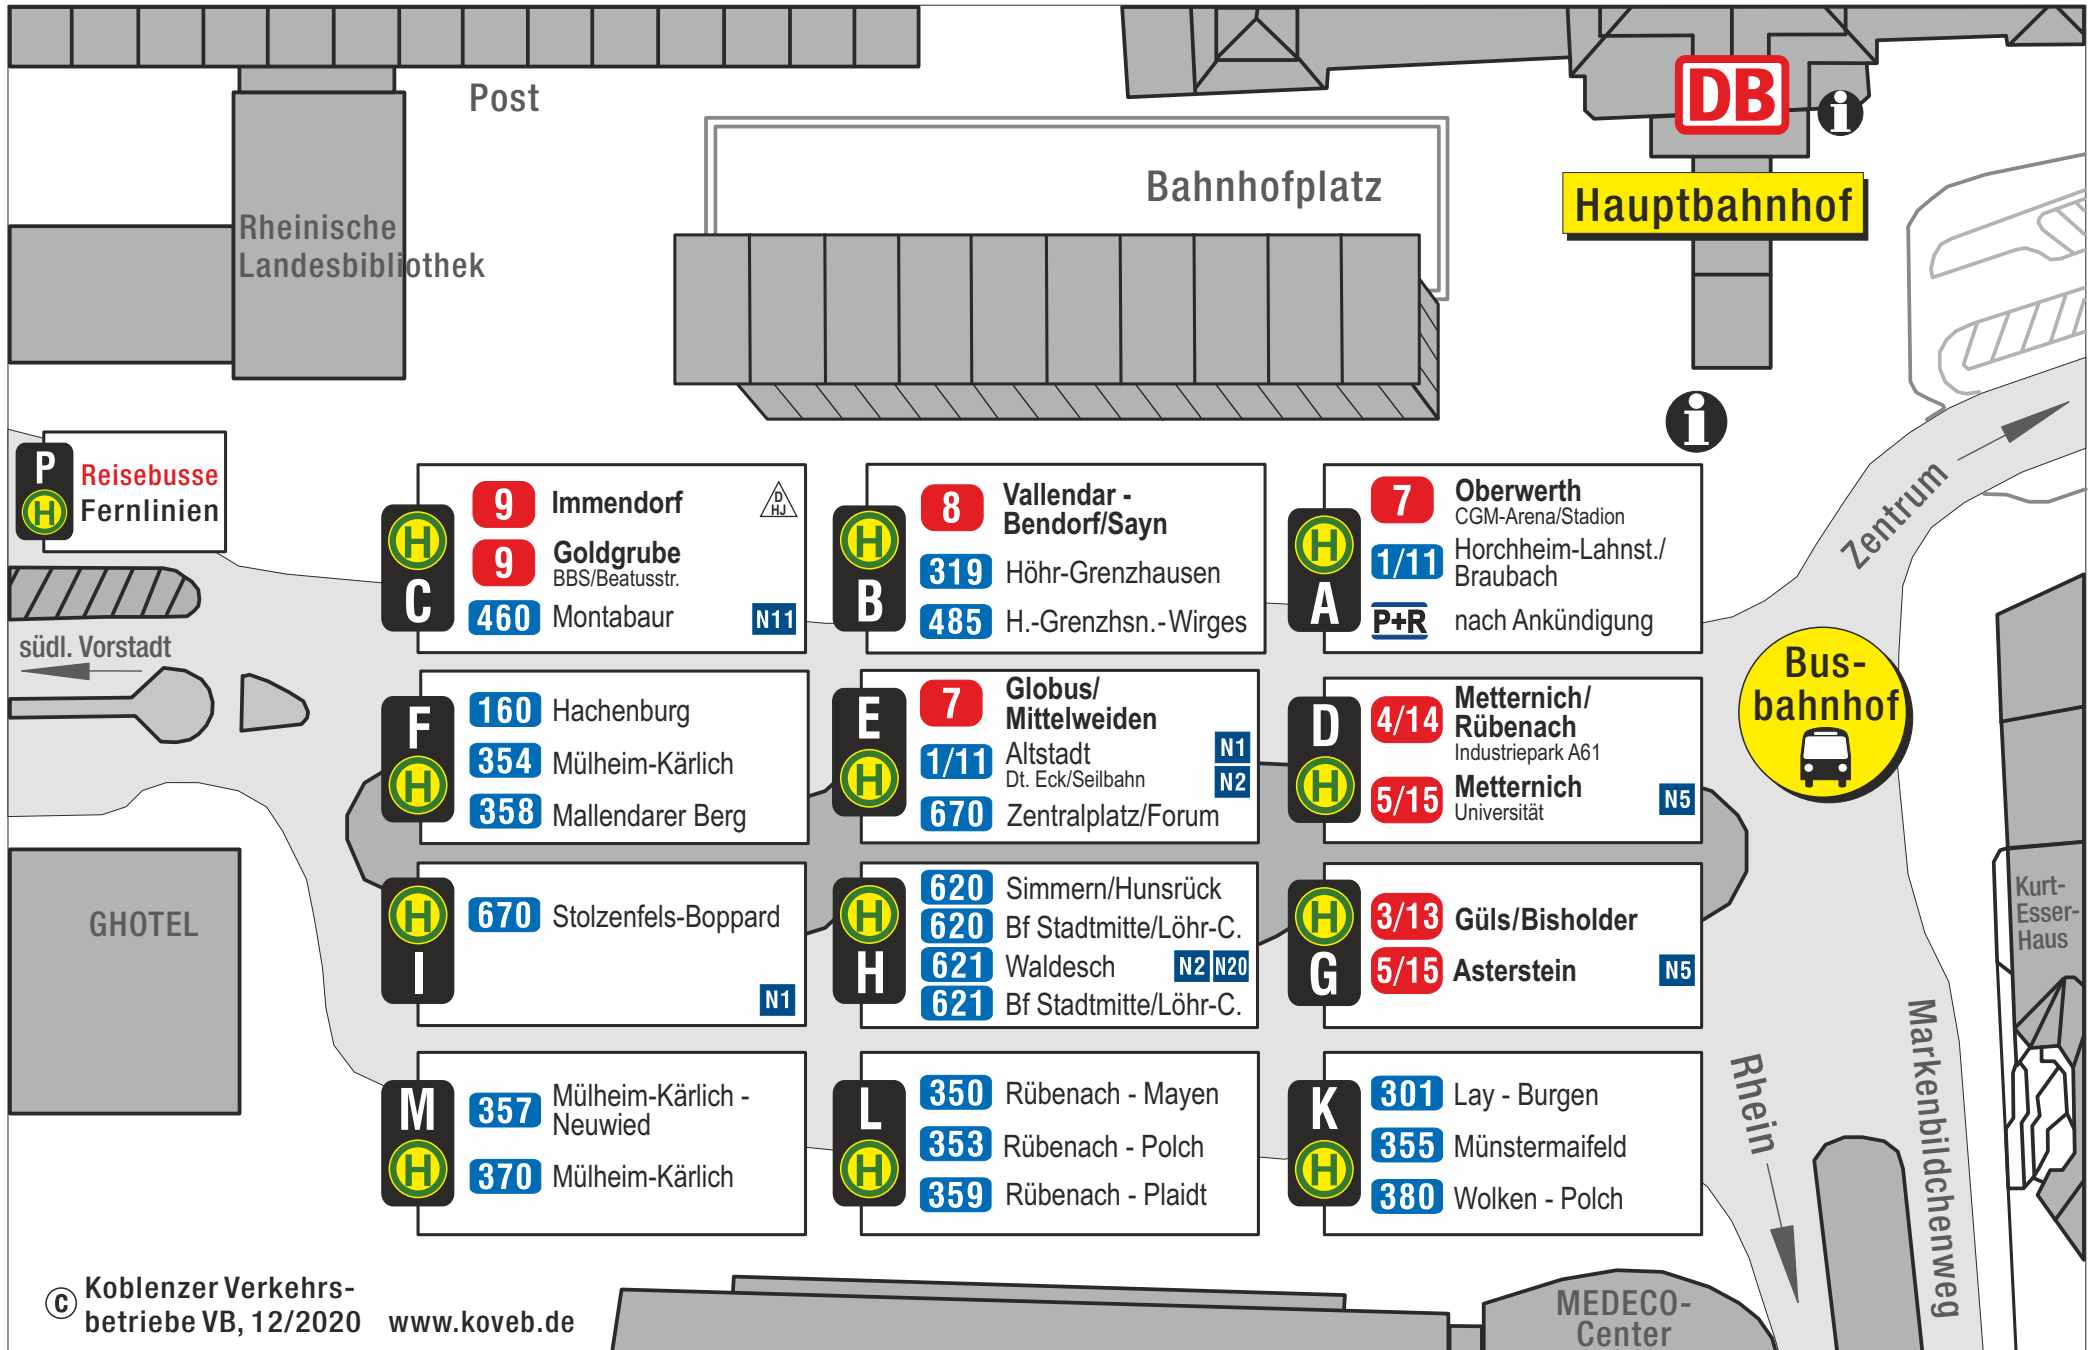 Post
DB
i
Bahnhofplatz
Hauptbahnhof
Rheinische
Landesbibliothek
i
P
H
Reisebusse
Fernlinien
Zentrum
südl. Vorstadt
H
C
9 Immendorf
D
HJ
9 Goldgrube
BBS/Beatusstr.
460 Montabaur N11
H
B
8 Vallendar -
Bendorf/Sayn
319 Höhr-Grenzhausen
485 H.-Grenzhsn.-Wirges
H
A
7 Oberwerth
CGM-Arena/Stadion
1/11 Horchheim-Lahnst./
Braubach
P+R nach Ankündigung
F
H
160 Hachenburg
354 Mülheim-Kärlich
358 Mallendarer Berg
E
H
7 Globus/
Mittelweiden
1/11 Altstadt N1
Dt. Eck/Seilbahn N2
670 Zentralplatz/Forum
D
H
4/14 Metternich/
Rübenach
Industriepark A61
5/15 Metternich N5
Universität
Bus-
bahnhof
GHOTEL
H
I
670 Stolzenfels-Boppard
N1
H
H
620 Simmern/Hunsrück
620 Bf Stadtmitte/Löhr-C.
621 Waldesch N2 N20
621 Bf Stadtmitte/Löhr-C.
H
G
3/13 Güls/Bisholder
5/15 Asterstein N5
Kurt-
Esser-
Haus
M
H
357 Mülheim-Kärlich -
Neuwied
370 Mülheim-Kärlich
L
H
350 Rübenach - Mayen
353 Rübenach - Polch
359 Rübenach - Plaidt
K
H
301 Lay - Burgen
355 Münstermaifeld
380 Wolken - Polch
Rhein
Markenbildchenweg
© Koblenzer Verkehrs-
betriebe VB, 12/2020 www.koveb.de
MEDECO-
Center